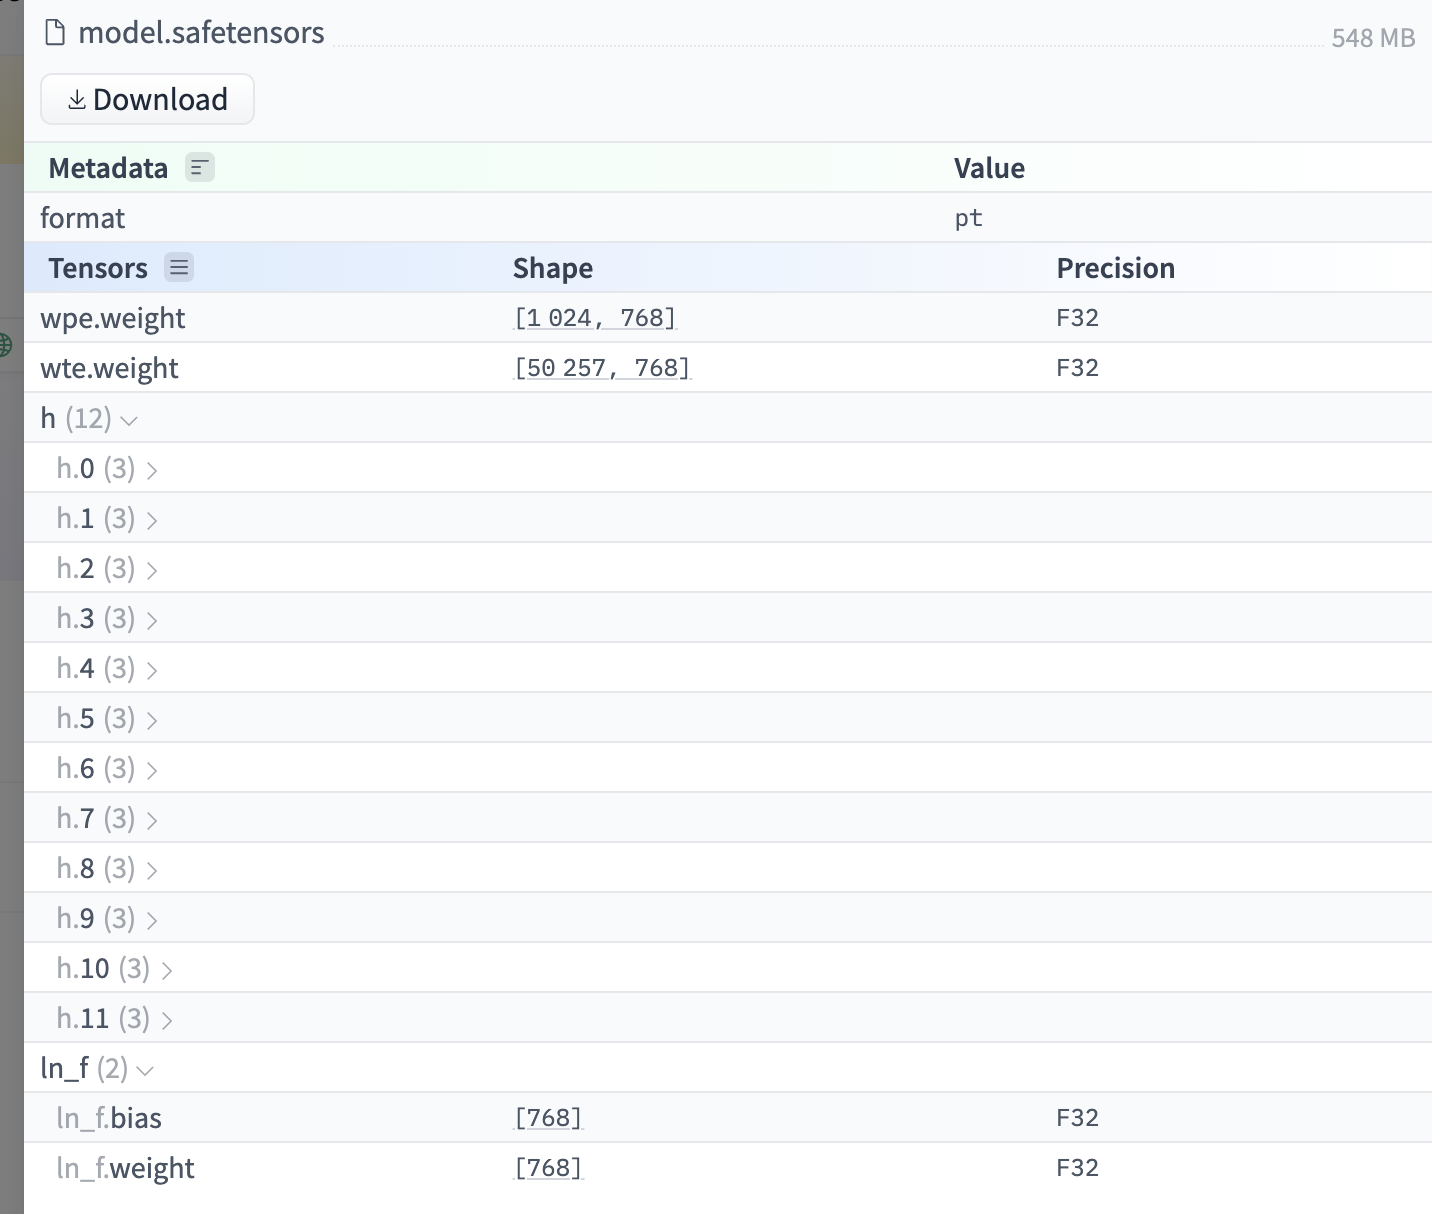 model.safetensors 548 MB
Download
Metadata Value
format pt
Tensors Shape Precision
wpe.weight [1 024, 768] F32
wte.weight [50 257, 768] F32
h (12)
h.0 (3)
h.1 (3)
h.2 (3)
h.3 (3)
h.4 (3)
h.5 (3)
h.6 (3)
h.7 (3)
h.8 (3)
h.9 (3)
h.10 (3)
h.11 (3)
ln_f (2)
ln_f.bias [768] F32
ln_f.weight [768] F32